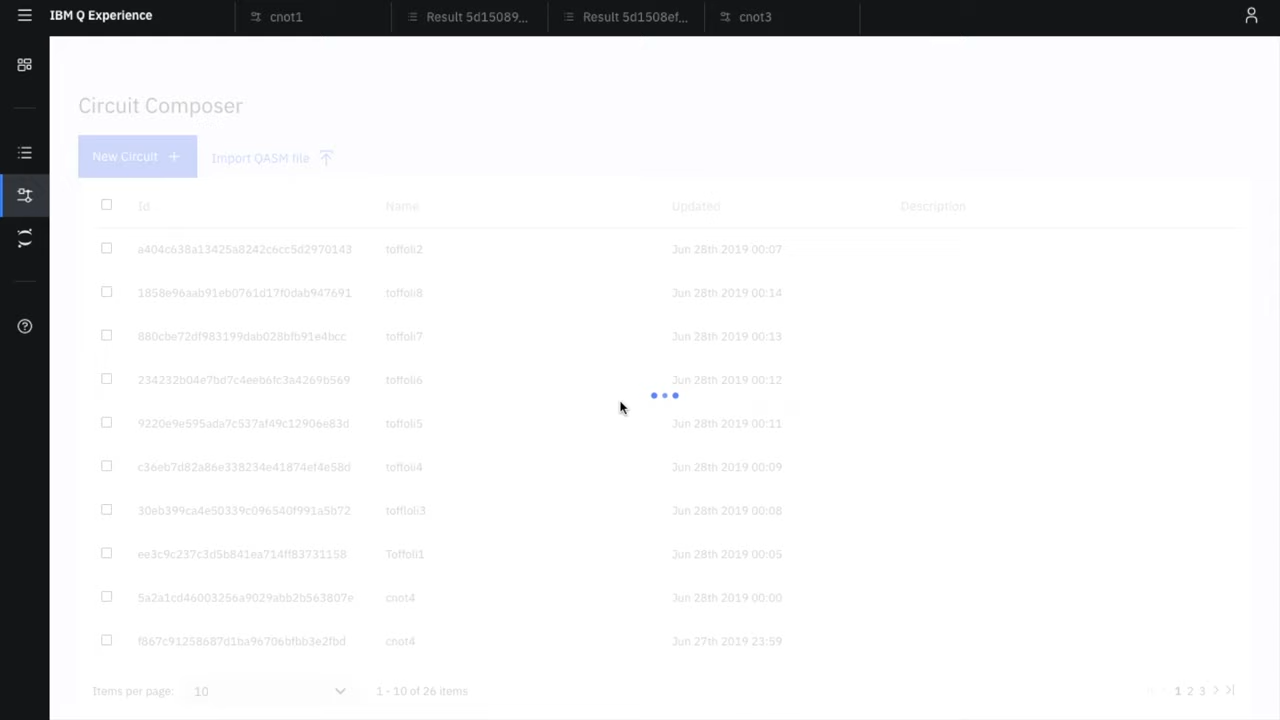 IBM Q Experience
cnot1
Result 5d15089...
Result 5d1508ef...
cnot3
Circuit Composer
New Circuit +
Import QASM file
Id Name Updated Description
a404c638a13425a8242c6cc5d2970143 toffoli2 Jun 28th 2019 00:07
1858e96aab91eb0761d17f0dab947691 toffoli8 Jun 28th 2019 00:14
880cbe72df983199dab028bfb91e4bcc toffoli7 Jun 28th 2019 00:13
234232b04e7bd7c4eeb6fc3a4269b569 toffoli6 Jun 28th 2019 00:12
9220e9e595ada7c537af49c12906e83d toffoli5 Jun 28th 2019 00:11
c36eb7d82a86e338234e41874ef4e58d toffoli4 Jun 28th 2019 00:09
30eb399ca4e50339c096540f991a5b72 toffloli3 Jun 28th 2019 00:08
ee3c9c237c3d5b841ea714ff83731158 Toffoli1 Jun 28th 2019 00:05
5a2a1cd46003256a9029abb2b563807e cnot4 Jun 28th 2019 00:00
f867c91258687d1ba96706bfbb3e2fbd cnot4 Jun 27th 2019 23:59
Items per page: 10 1 - 10 of 26 items 1 2 3